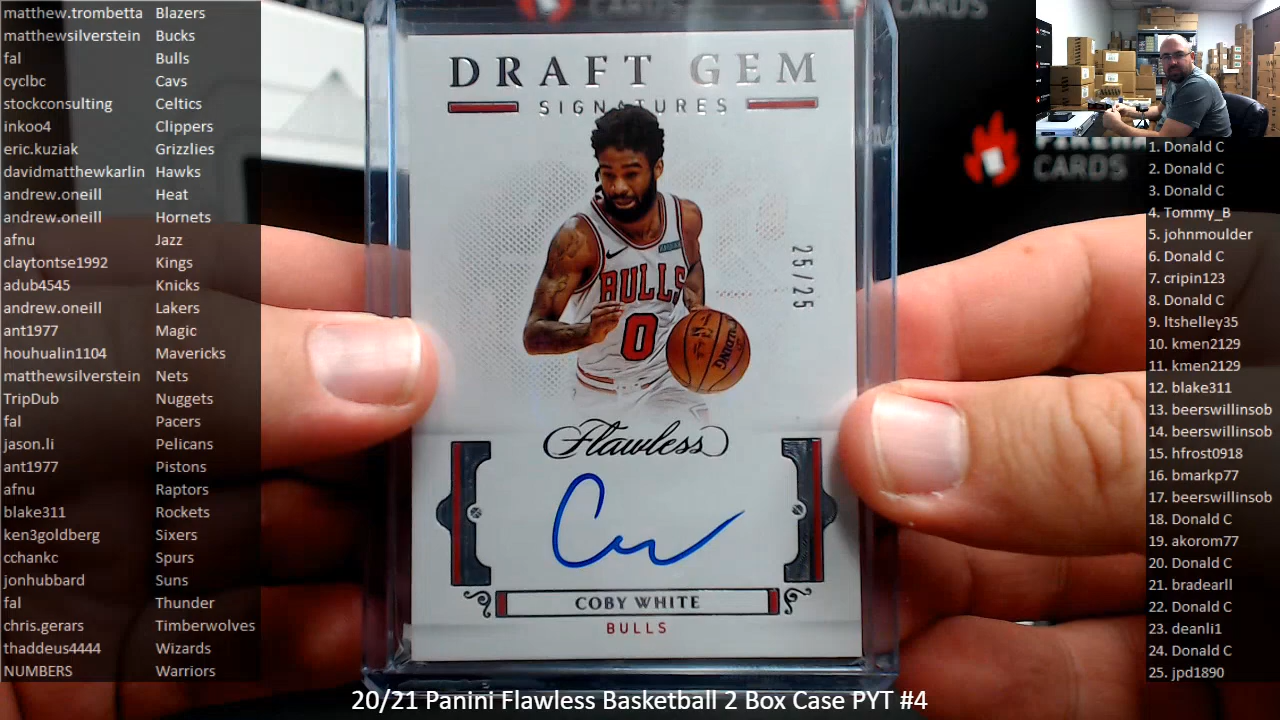 matthew.trombetta Blazers
matthewsilverstein Bucks
fal Bulls
cyclbc Cavs
stockconsulting Celtics
inkoo4 Clippers
eric.kuziak Grizzlies
davidmatthewkarlin Hawks
andrew.oneill Heat
andrew.oneill Hornets
afnu Jazz
claytontse1992 Kings
adub4545 Knicks
andrew.oneill Lakers
ant1977 Magic
houhualin1104 Mavericks
matthewsilverstein Nets
TripDub Nuggets
fal Pacers
jason.li Pelicans
ant1977 Pistons
afnu Raptors
blake311 Rockets
ken3goldberg Sixers
cchankc Spurs
jonhubbard Suns
fal Thunder
chris.gerars Timberwolves
thaddeus4444 Wizards
NUMBERS Warriors
DRAFT GEM
SIGNATURES
25/25
BULLS
0
Flawless
COBY WHITE
BULLS
CARDS
CARDS
1. Donald C
2. Donald C
3. Donald C
4. Tommy_B
5. johnmoulder
6. Donald C
7. cripin123
8. Donald C
9. ltshelley35
10. kmen2129
11. kmen2129
12. blake311
13. beerswillinsob
14. beerswillinsob
15. hfrost0918
16. bmarkp77
17. beerswillinsob
18. Donald C
19. akorom77
20. Donald C
21. bradearll
22. Donald C
23. deanli1
24. Donald C
25. jpd1890
20/21 Panini Flawless Basketball 2 Box Case PYT #4